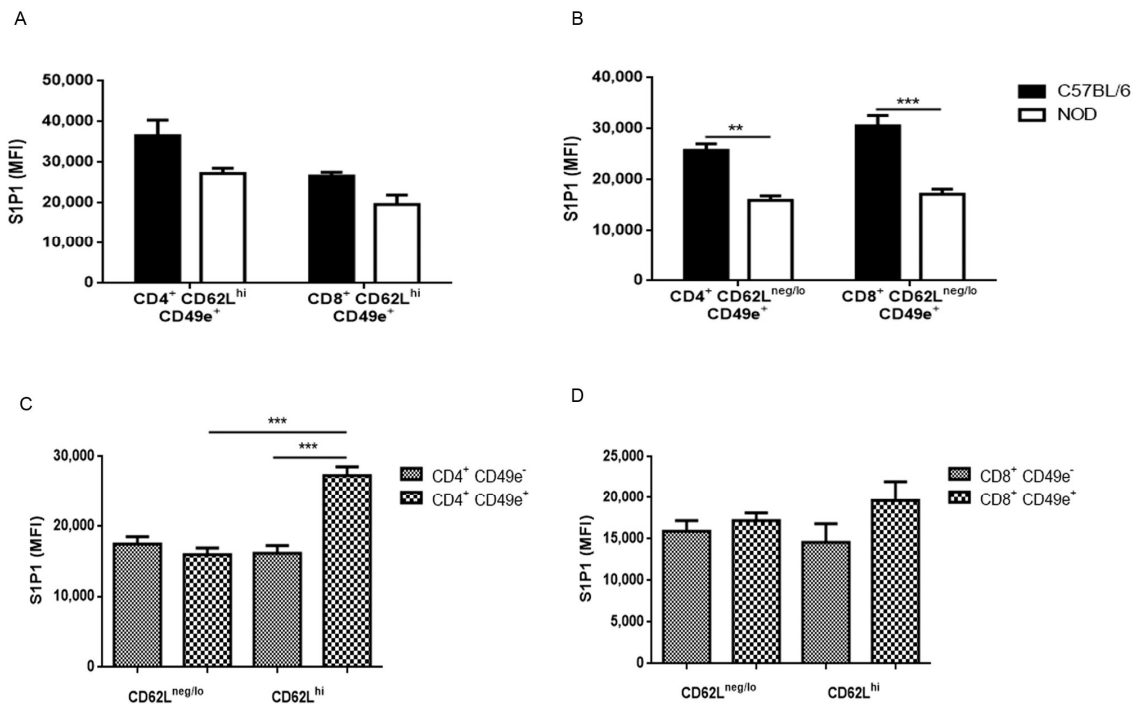 A
S1P1 (MFI)
50,000
40,000
30,000
20,000
10,000
0
CD4⁺ CD62Lʰⁱ
CD49e⁺
CD8⁺ CD62Lʰⁱ
CD49e⁺
B
S1P1 (MFI)
40,000
30,000
20,000
10,000
0
**
***
CD4⁺ CD62Lⁿᵉᵍ/ˡᵒ
CD49e⁺
CD8⁺ CD62Lⁿᵉᵍ/ˡᵒ
CD49e⁺
C57BL/6
NOD
C
S1P1 (MFI)
30,000
20,000
10,000
0
***
***
CD62Lⁿᵉᵍ/ˡᵒ
CD62Lʰⁱ
CD4⁺ CD49e⁻
CD4⁺ CD49e⁺
D
S1P1 (MFI)
25,000
20,000
15,000
10,000
5,000
0
CD62Lⁿᵉᵍ/ˡᵒ
CD62Lʰⁱ
CD8⁺ CD49e⁻
CD8⁺ CD49e⁺